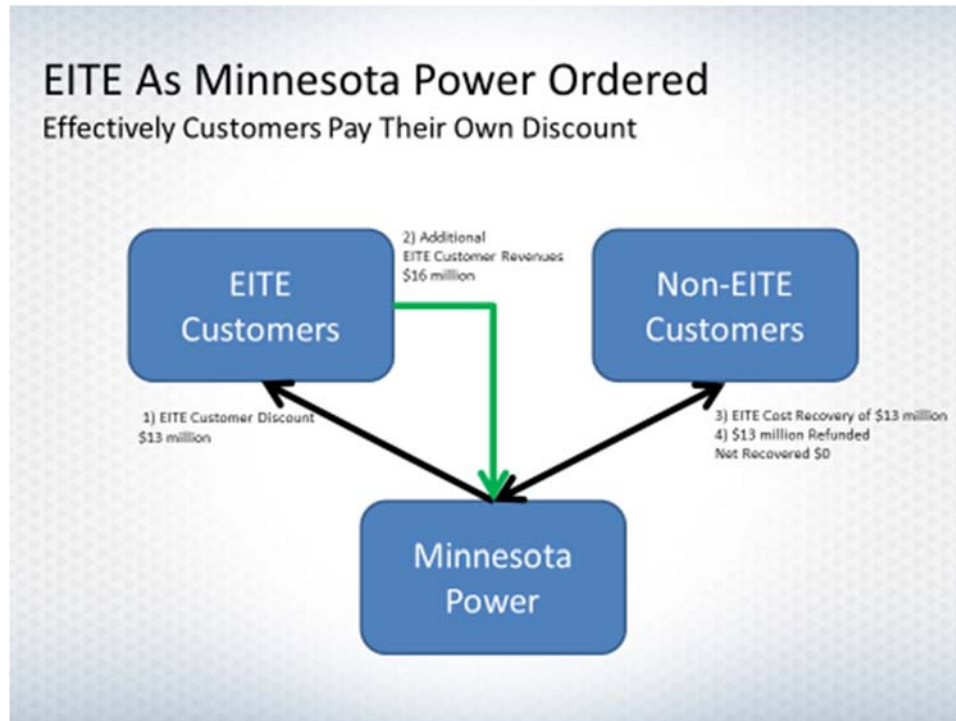 EITE As Minnesota Power Ordered
Effectively Customers Pay Their Own Discount
2) Additional
EITE Customer Revenues
$16 million
EITE
Customers
Non-EITE
Customers
1) EITE Customer Discount
$13 million
3) EITE Cost Recovery of $13 million
4) $13 million Refunded
Net Recovered $0
Minnesota
Power